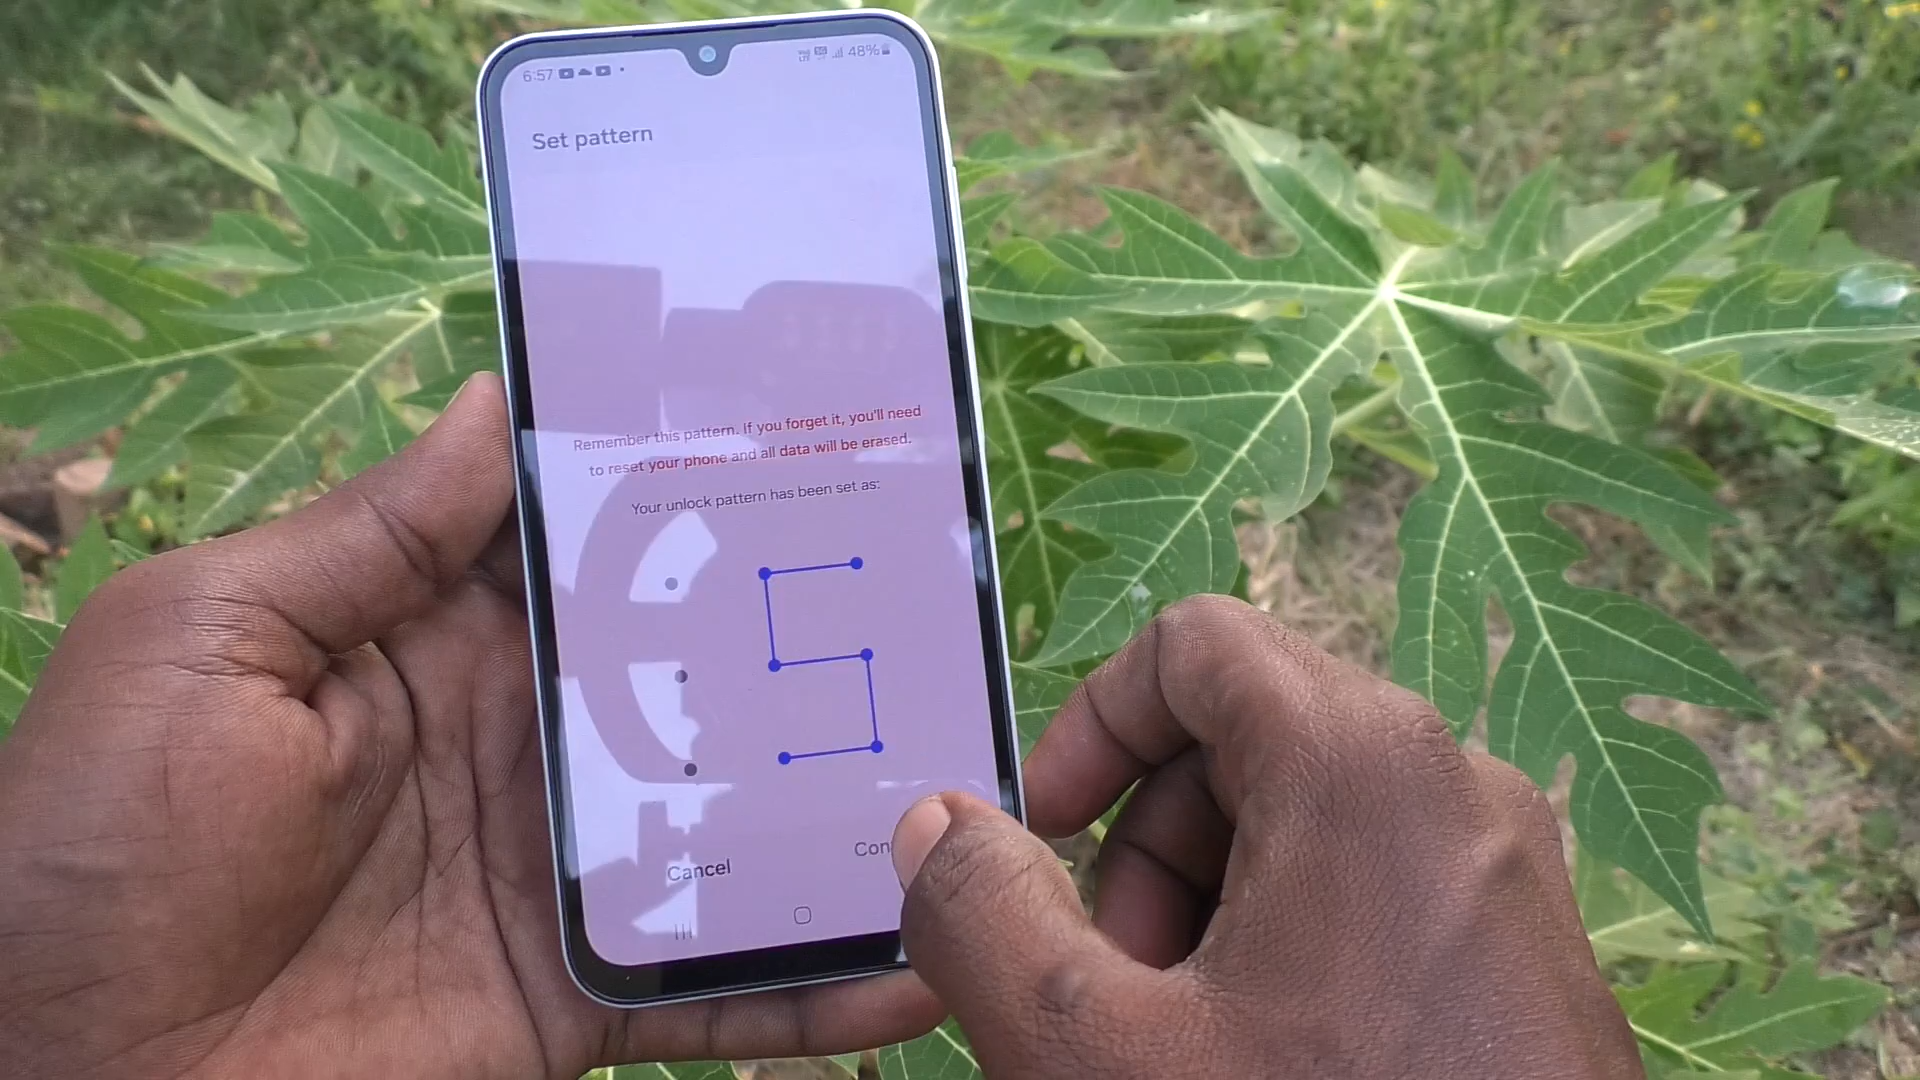 6:57 48%
Set pattern
Remember this pattern. If you forget it, you'll need
to reset your phone and all data will be erased.
Your unlock pattern has been set as:
Cancel Con